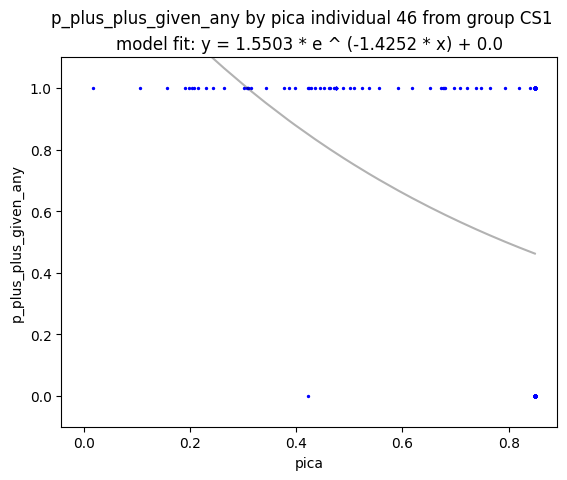 p_plus_plus_given_any by pica individual 46 from group CS1
model fit: y = 1.5503 * e ^ (-1.4252 * x) + 0.0
p_plus_plus_given_any
1.0
0.8
0.6
0.4
0.2
0.0
0.0 0.2 0.4 0.6 0.8
pica